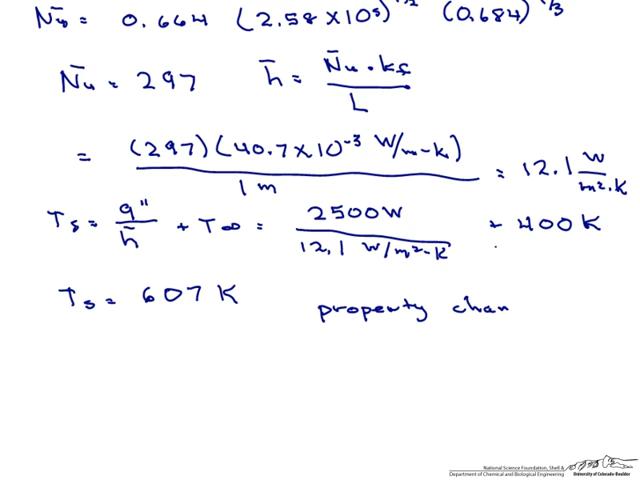 N̄u = 0.664 (2.58 × 10⁵)^1/2 (0.684)^1/3
N̄u = 297 h̄ = N̄u · kf / L
= (297)(40.7 × 10⁻³ W/m-K) / 1 m = 12.1 W/m²·K
Ts = q" / h̄ + T∞ = 2500 W / 12.1 W/m²-K + 400 K
Ts = 607 K property chan
National Science Foundation, Shell &
Department of Chemical and Biological Engineering University of Colorado-Boulder